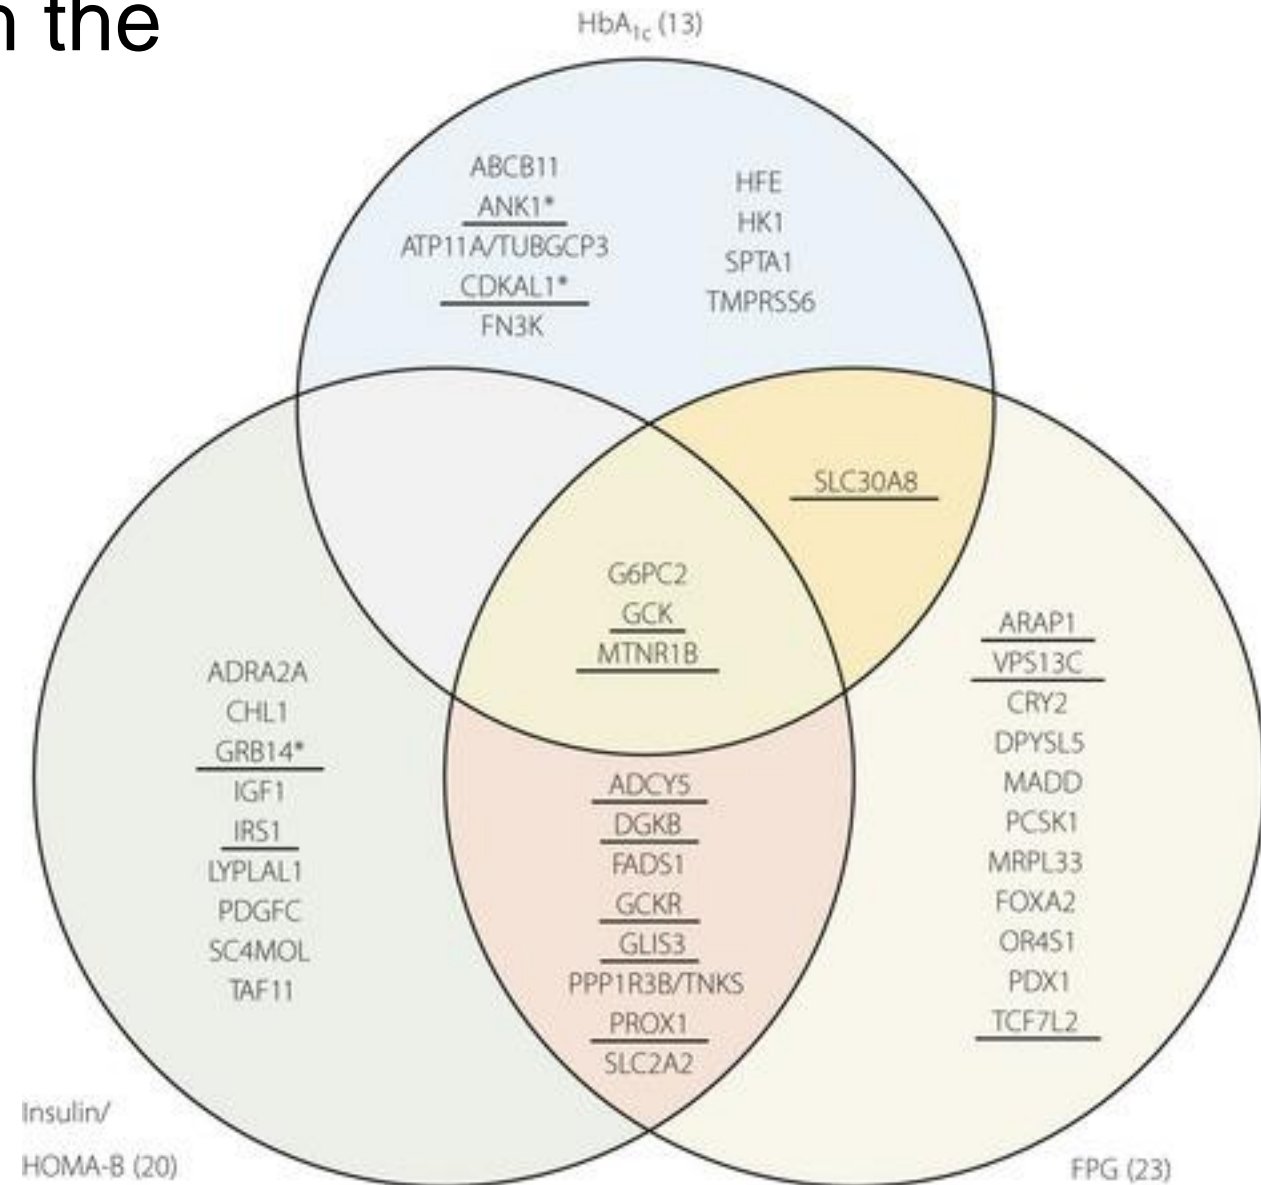 n the
HbA1c (13)
ABCB11
ANK1*
ATP11A/TUBGCP3
CDKAL1*
FN3K
HFE
HK1
SPTA1
TMPRSS6
SLC30A8
G6PC2
GCK
MTNR1B
ADRA2A
CHL1
GRB14*
IGF1
IRS1
LYPLAL1
PDGFC
SC4MOL
TAF11
ADCY5
DGKB
FADS1
GCKR
GLIS3
PPP1R3B/TNKS
PROX1
SLC2A2
ARAP1
VPS13C
CRY2
DPYSL5
MADD
PCSK1
MRPL33
FOXA2
OR4S1
PDX1
TCF7L2
Insulin/
HOMA-B (20)
FPG (23)